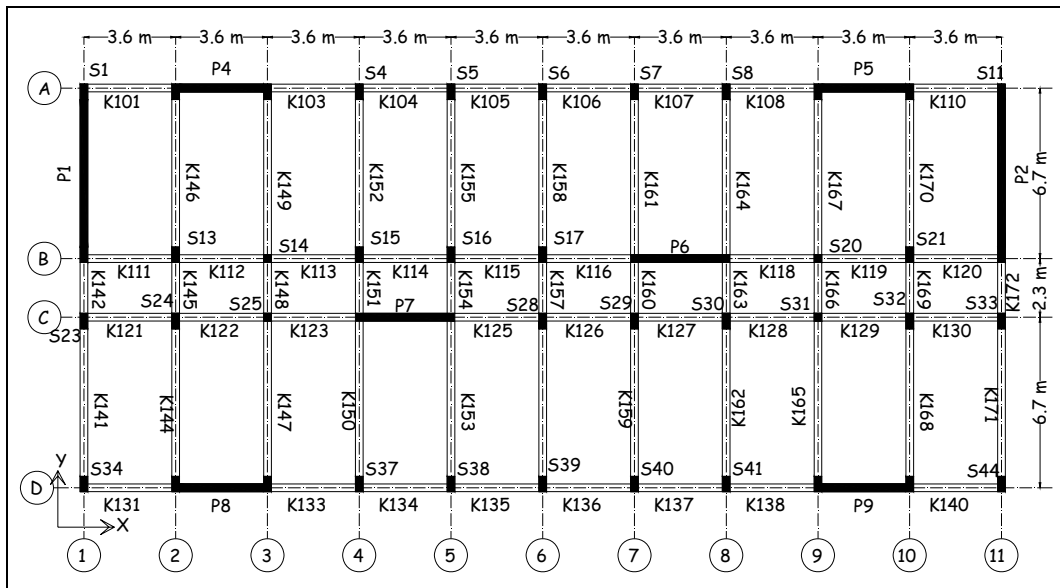 3.6 m 3.6 m 3.6 m 3.6 m 3.6 m 3.6 m 3.6 m 3.6 m 3.6 m 3.6 m
S1 P4 S4 S5 S6 S7 S8 P5 S11
A
K101 K103 K104 K105 K106 K107 K108 K110
P1 K146 K149 K152 K155 K158 K161 K164 K167 K170 P2 6.7 m
S13 S14 S15 S16 S17 P6 S20 S21
B
K111 K112 K113 K114 K115 K116 K118 K119 K120
K142 K145 K148 K151 K154 K157 K160 K163 K166 K169 K172 2.3 m
S24 S25 P7 S28 S29 S30 S31 S32 S33
C
S23 K121 K122 K123 K125 K126 K127 K128 K129 K130
K141 K144 K147 K150 K153 K159 K162 K165 K168 K171 6.7 m
S34 S37 S38 S39 S40 S41 S44
D
Y
K131 P8 K133 K134 K135 K136 K137 K138 P9 K140
X
1 2 3 4 5 6 7 8 9 10 11